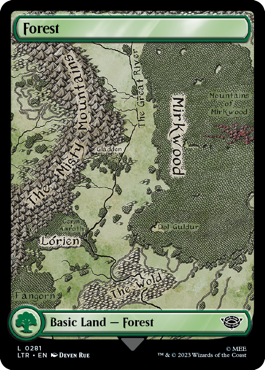 Forest
The Misty Mountains
The Great River
Mirkwood
Mountains
of
Mirkwood
Gladden
Lórien
Dol Guldur
Fangorn
The Wold
Basic Land — Forest
L 0281
LTR • EN Deven Rue
© MEE
™ & © 2023 Wizards of the Coast